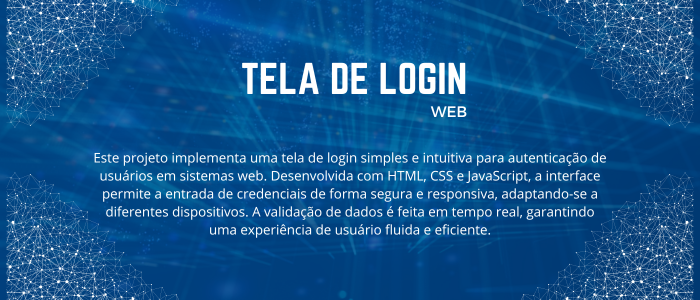 TELA DE LOGIN
WEB
Este projeto implementa uma tela de login simples e intuitiva para autenticação de
usuários em sistemas web. Desenvolvida com HTML, CSS e JavaScript, a interface
permite a entrada de credenciais de forma segura e responsiva, adaptando-se a
diferentes dispositivos. A validação de dados é feita em tempo real, garantindo
uma experiência de usuário fluida e eficiente.